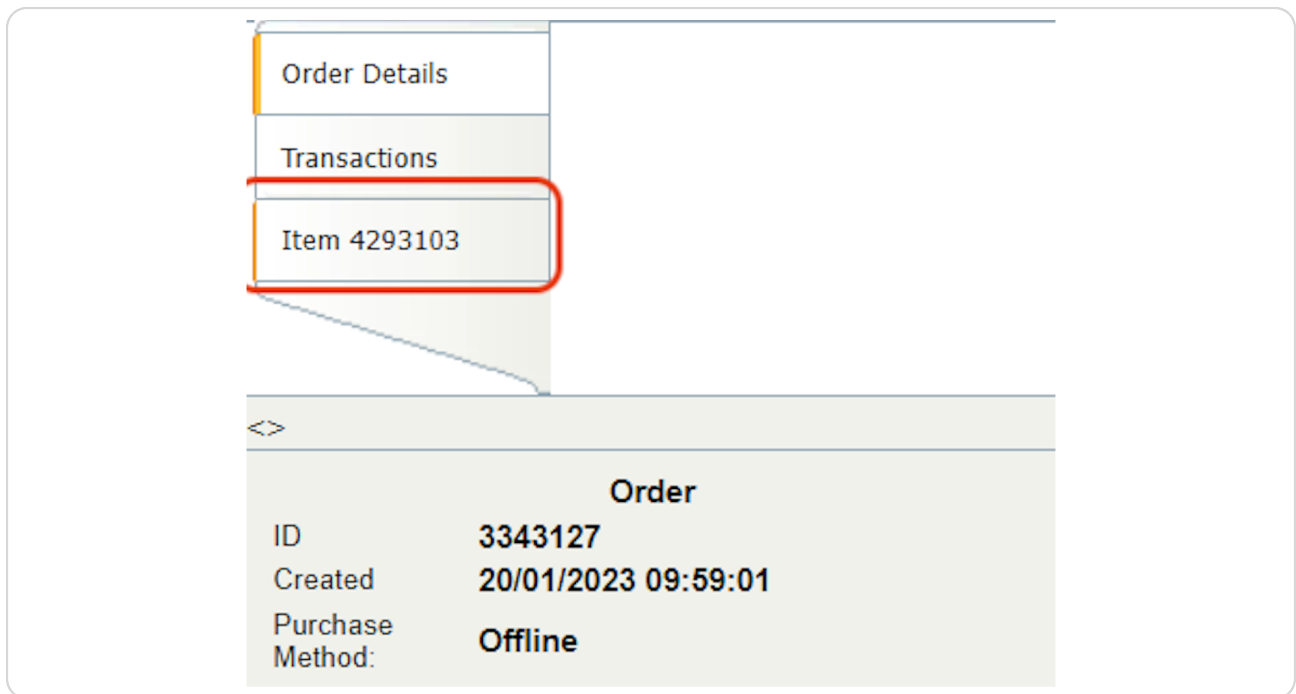 Order Details
Transactions
Item 4293103
<>
Order
ID 3343127
Created 20/01/2023 09:59:01
Purchase
Method: Offline